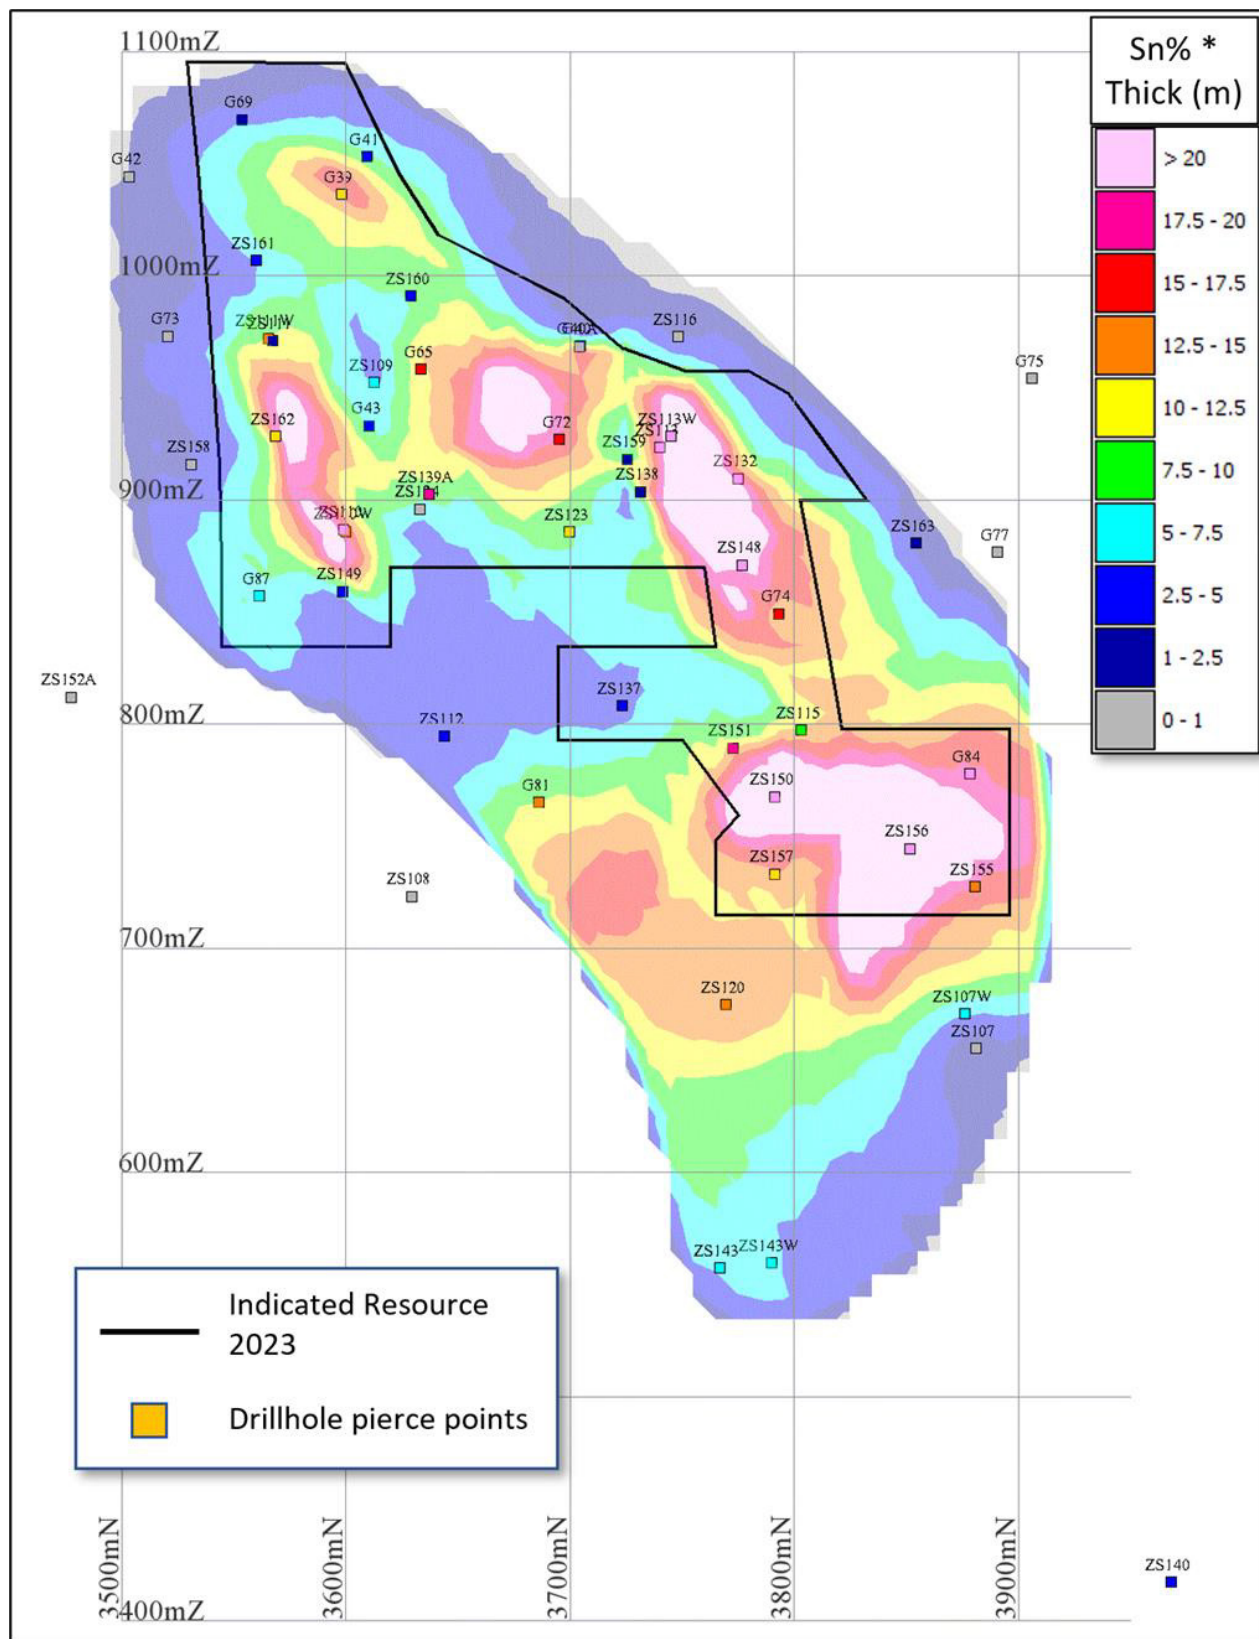 1100mZ
Sn% *
Thick (m)
G69
G41
G42
> 20
G39
17.5 - 20
ZS161
1000mZ
15 - 17.5
ZS160
G73
ZS111W
G40A
ZS116
12.5 - 15
ZS109
G65
G75
10 - 12.5
ZS162
G43
G72
ZS113W
ZS158
ZS159
ZS132
7.5 - 10
900mZ
ZS139A
ZS138
ZS123
ZS163
G77
5 - 7.5
ZS148
G87
ZS149
G74
2.5 - 5
1 - 2.5
ZS152A
ZS137
0 - 1
800mZ
ZS112
ZS151
ZS115
G84
G81
ZS150
ZS156
ZS108
ZS157
ZS155
700mZ
ZS120
ZS107W
ZS107
600mZ
ZS143
ZS143W
Indicated Resource
2023
Drillhole pierce points
3500mN
3600mN
3700mN
3800mN
3900mN
ZS140
400mZ